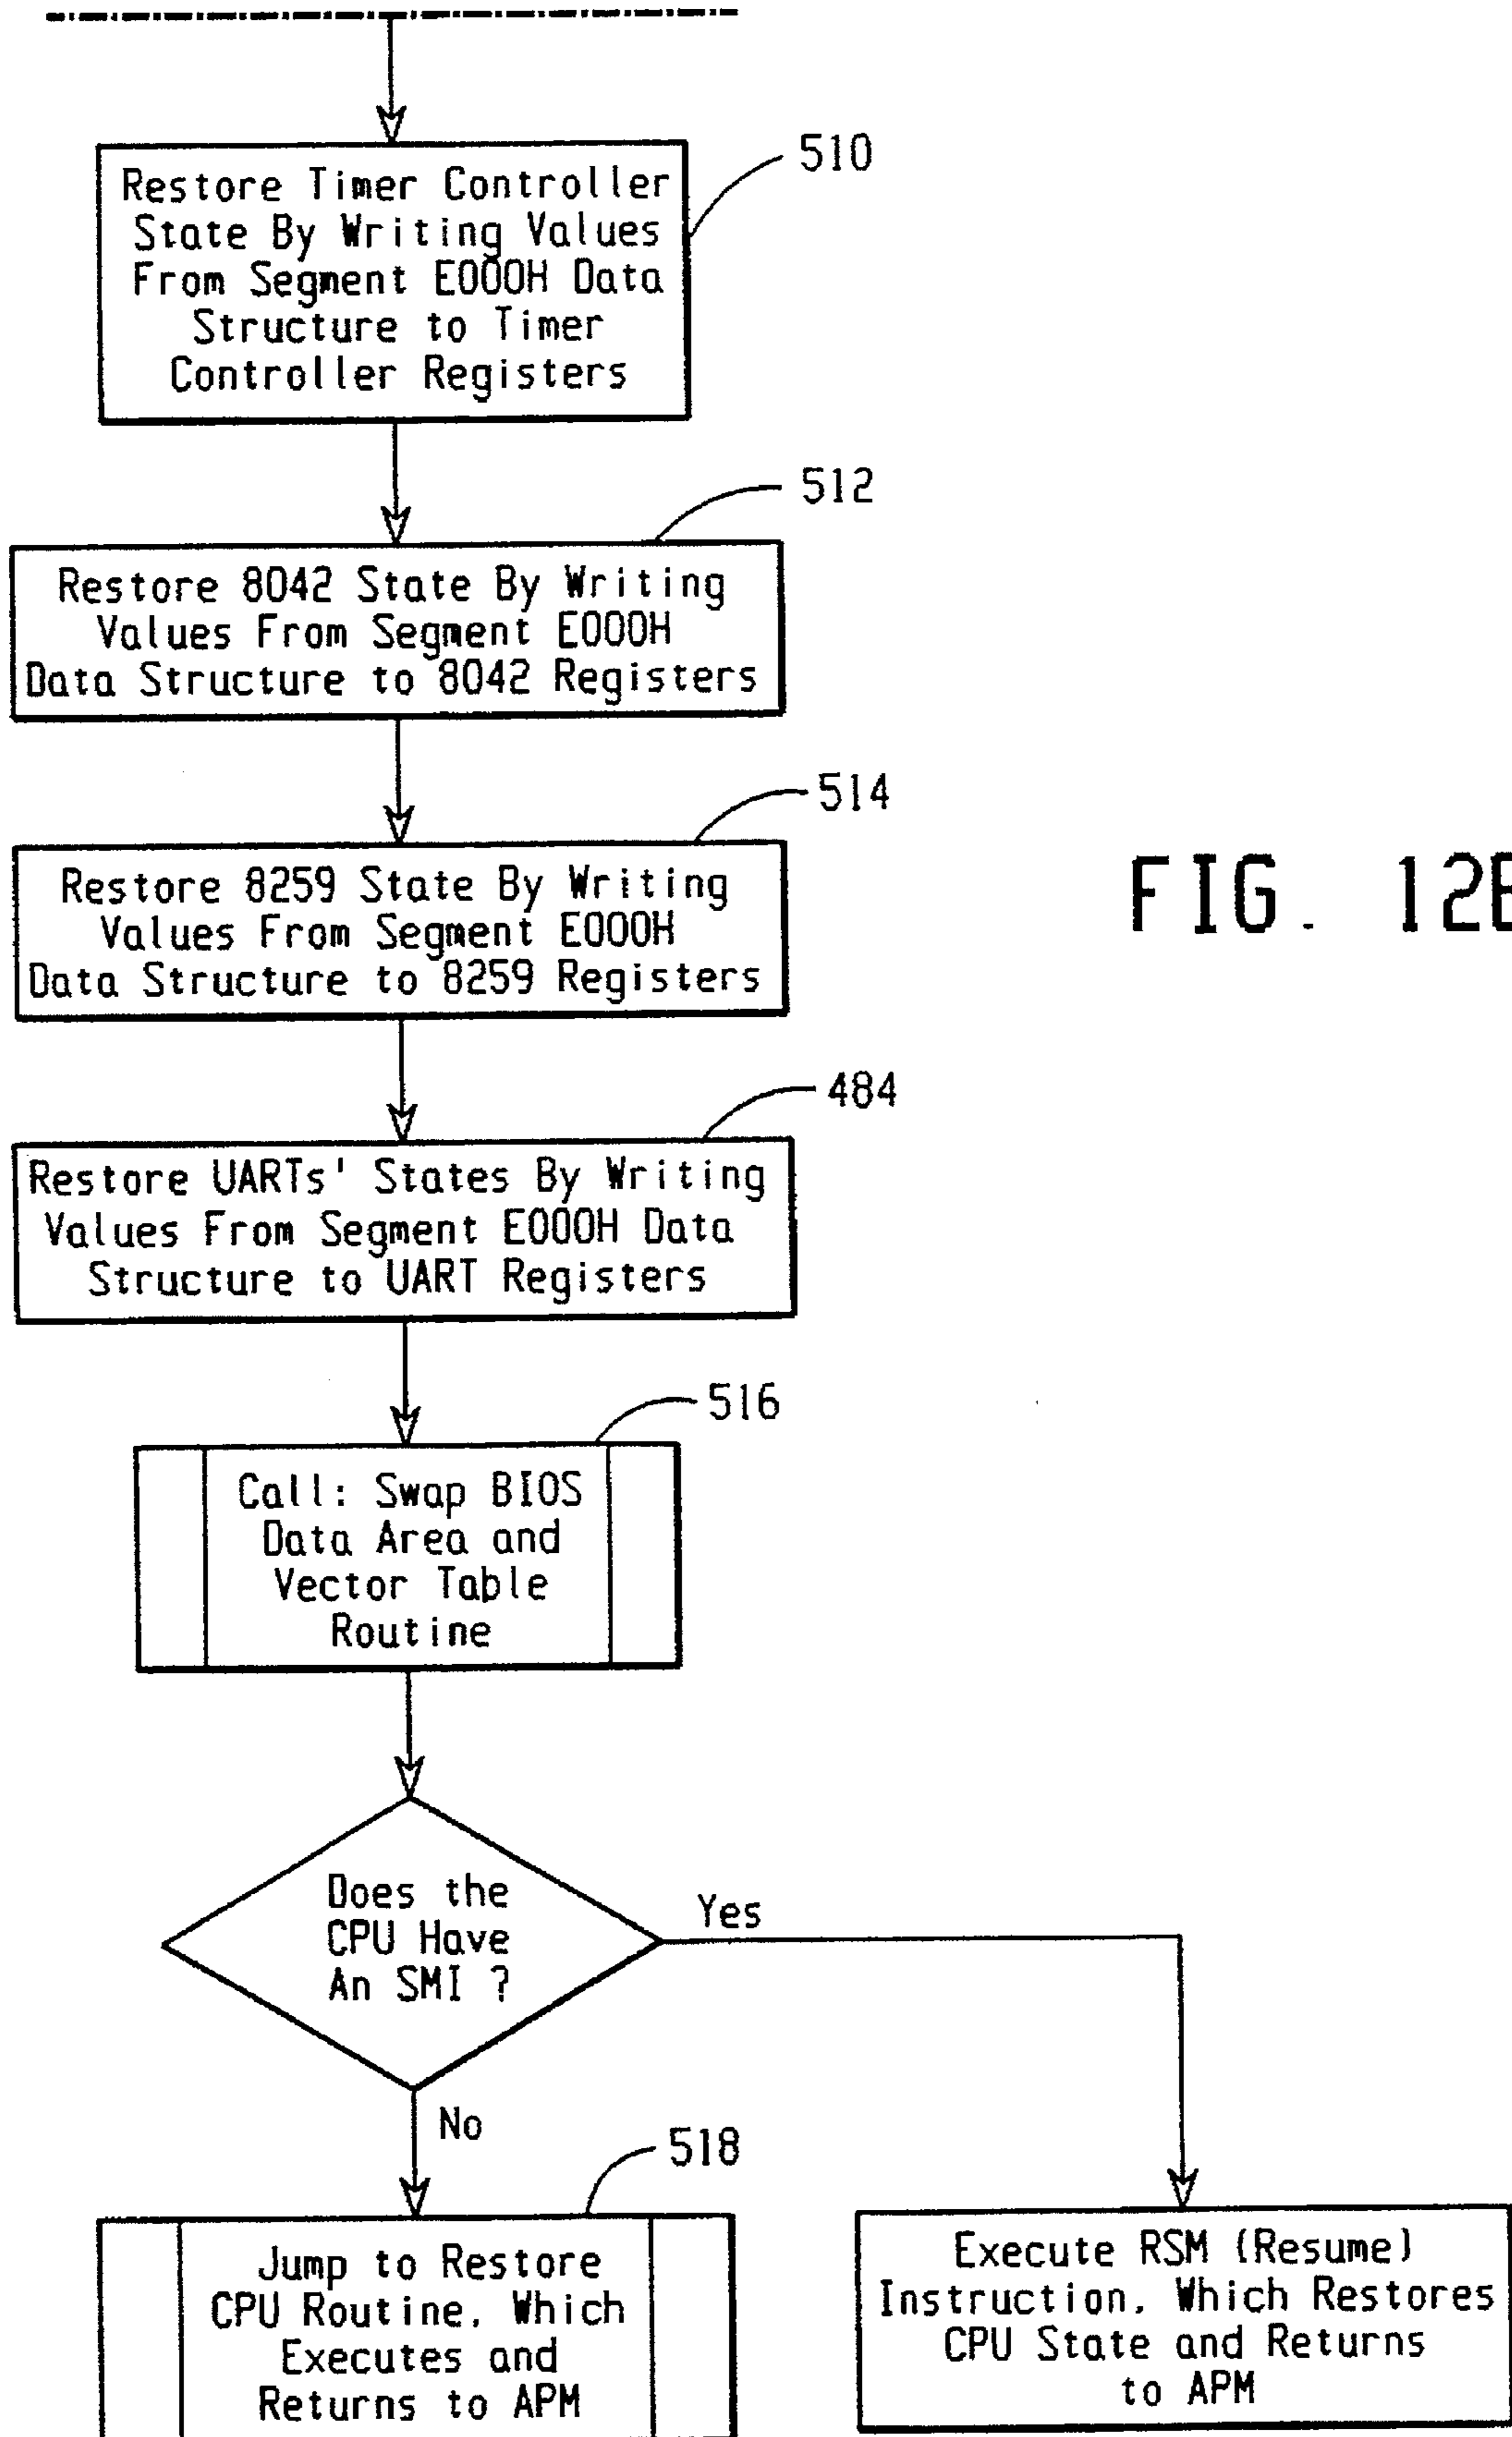 510
Restore Timer Controller
State By Writing Values
From Segment E000H Data
Structure to Timer
Controller Registers
512
Restore 8042 State By Writing
Values From Segment E000H
Data Structure to 8042 Registers
514
Restore 8259 State By Writing
Values From Segment E000H
Data Structure to 8259 Registers
FIG. 12B
484
Restore UARTs' States By Writing
Values From Segment E000H Data
Structure to UART Registers
516
Call: Swap BIOS
Data Area and
Vector Table
Routine
Does the
CPU Have
An SMI ?
Yes
No
518
Jump to Restore
CPU Routine, Which
Executes and
Returns to APM
Execute RSM (Resume)
Instruction, Which Restores
CPU State and Returns
to APM